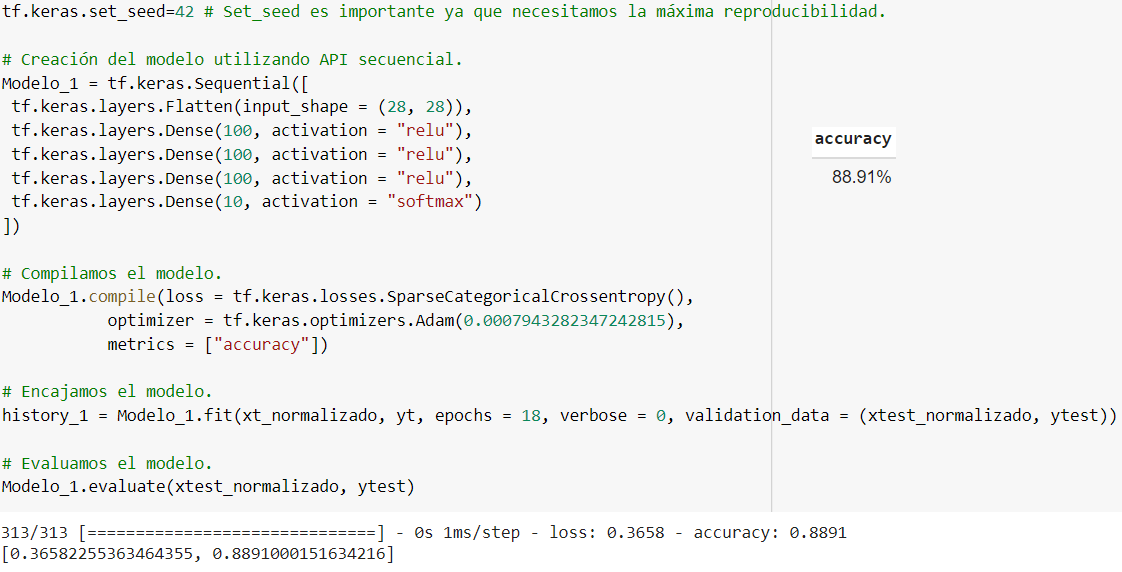 tf.keras.set_seed=42 # Set_seed es importante ya que necesitamos la máxima reproducibilidad.
# Creación del modelo utilizando API secuencial.
Modelo_1 = tf.keras.Sequential([
tf.keras.layers.Flatten(input_shape = (28, 28)),
tf.keras.layers.Dense(100, activation = "relu"),
tf.keras.layers.Dense(100, activation = "relu"),
tf.keras.layers.Dense(100, activation = "relu"),
tf.keras.layers.Dense(10, activation = "softmax")
])
# Compilamos el modelo.
Modelo_1.compile(loss = tf.keras.losses.SparseCategoricalCrossentropy(),
optimizer = tf.keras.optimizers.Adam(0.0007943282347242815),
metrics = ["accuracy"])
# Encajamos el modelo.
history_1 = Modelo_1.fit(xt_normalizado, yt, epochs = 18, verbose = 0, validation_data = (xtest_normalizado, ytest))
# Evaluamos el modelo.
Modelo_1.evaluate(xtest_normalizado, ytest)
313/313 [==============================] - 0s 1ms/step - loss: 0.3658 - accuracy: 0.8891
[0.36582255363464355, 0.8891000151634216]
accuracy
88.91%